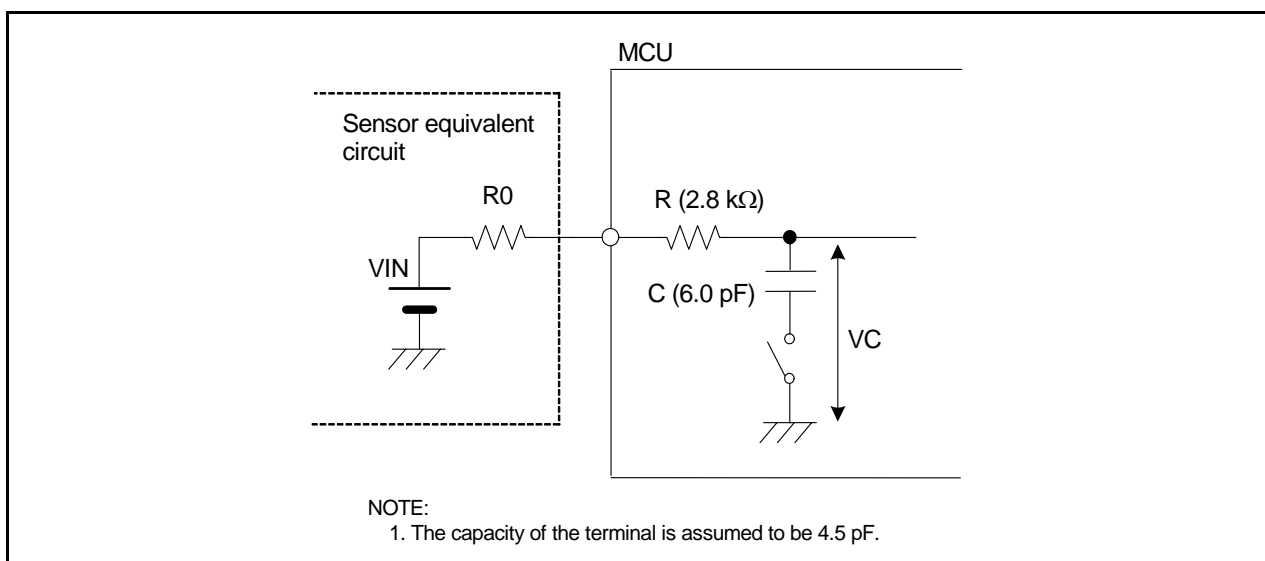 MCU
Sensor equivalent
circuit
R0
R (2.8 kΩ)
VIN
C (6.0 pF)
VC
NOTE:
1. The capacity of the terminal is assumed to be 4.5 pF.